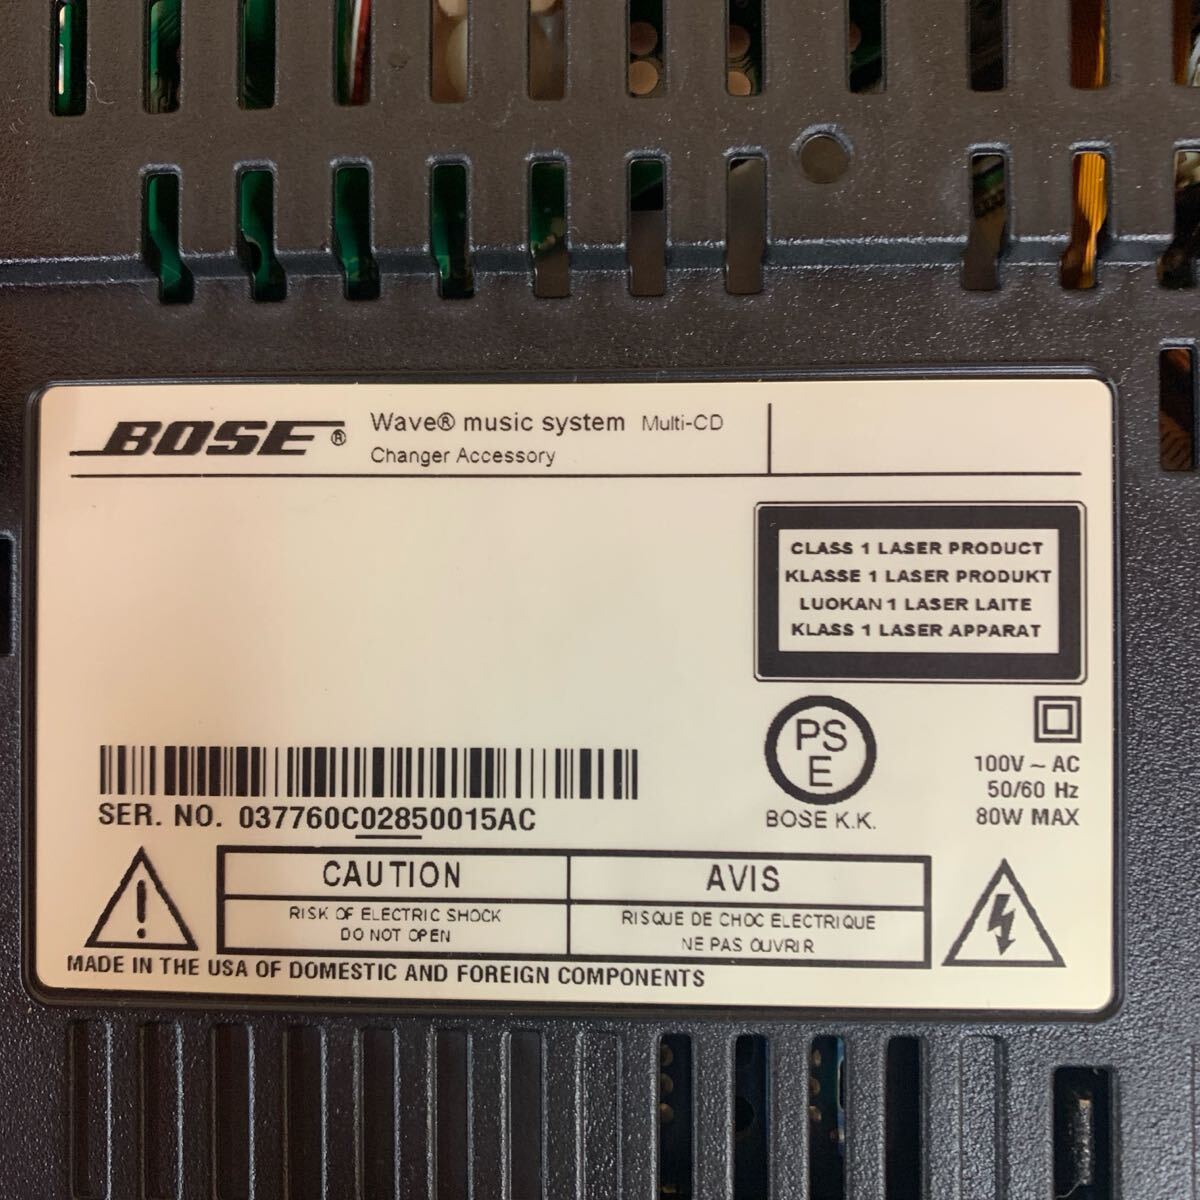 BOSE® Wave® music system Multi-CD
Changer Accessory
CLASS 1 LASER PRODUCT
KLASSE 1 LASER PRODUKT
LUOKAN 1 LASER LAITE
KLASS 1 LASER APPARAT
PS
E
BOSE K.K.
100V ~ AC
50/60 Hz
80W MAX
SER. NO. 037760C02850015AC
CAUTION
RISK OF ELECTRIC SHOCK
DO NOT OPEN
AVIS
RISQUE DE CHOC ELECTRIQUE
NE PAS OUVRIR
MADE IN THE USA OF DOMESTIC AND FOREIGN COMPONENTS